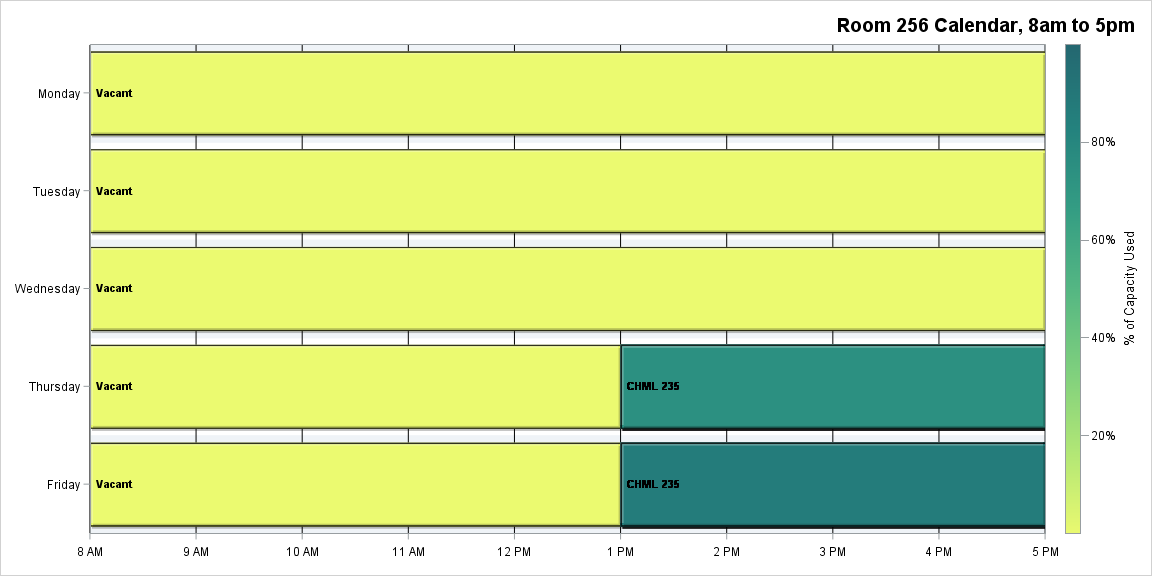 Room 256 Calendar, 8am to 5pm
Monday
Vacant
Tuesday
Vacant
Wednesday
Vacant
Thursday
Vacant
CHML 235
Friday
Vacant
CHML 235
8 AM
9 AM
10 AM
11 AM
12 PM
1 PM
2 PM
3 PM
4 PM
5 PM
80%
60%
40%
20%
% of Capacity Used